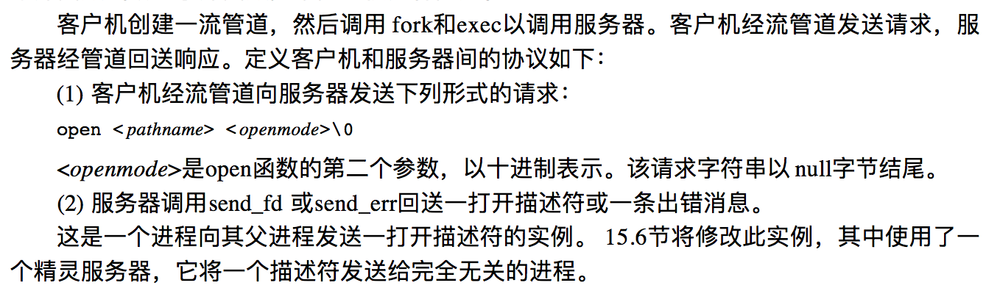 客户机创建一流管道，然后调用 fork和exec以调用服务器。客户机经流管道发送请求，服
务器经管道回送响应。定义客户机和服务器间的协议如下：
(1) 客户机经流管道向服务器发送下列形式的请求：
open <pathname> <openmode>\0
<openmode>是open函数的第二个参数，以十进制表示。该请求字符串以 null字节结尾。
(2) 服务器调用send_fd 或send_err回送一打开描述符或一条出错消息。
这是一个进程向其父进程发送一打开描述符的实例。 15.6节将修改此实例，其中使用了一
个精灵服务器，它将一个描述符发送给完全无关的进程。